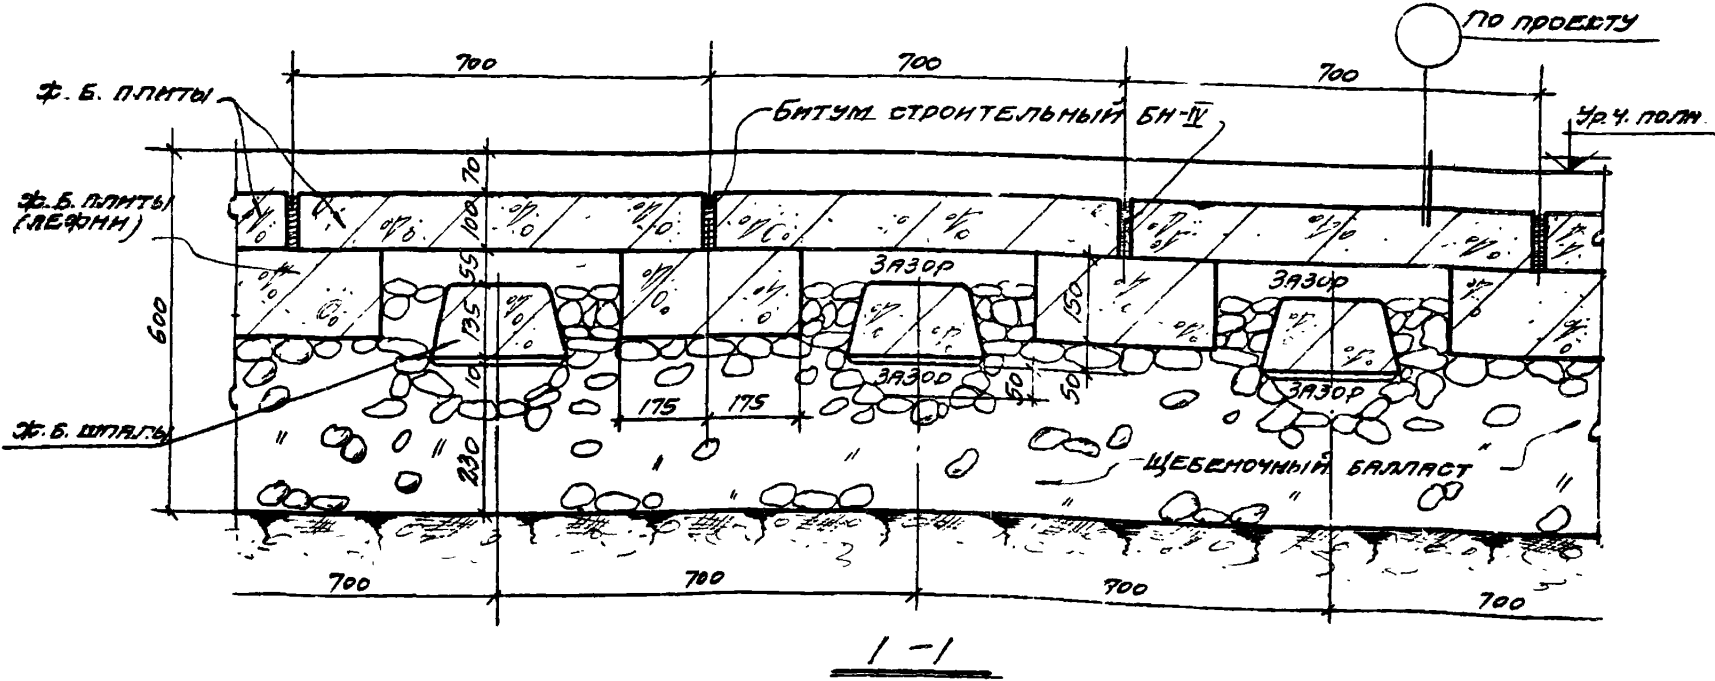 ПО ПРОЕКТУ
700
700
700
Ж.Б. ПЛИТЫ
БИТУМ СТРОИТЕЛЬНЫЙ БН-IV
УР.Ч. ПОЛА
70
Ж.Б. ПЛИТЫ
(ЛЕЖНИ)
100
55
ЗАЗОР
ЗАЗОР
600
135
150
10
ЗАЗОР
50
50
ЗАЗОР
175
175
Ж.Б. ШПАЛЫ
230
ЩЕБЕНОЧНЫЙ БАЛЛАСТ
700
700
700
700
1-1